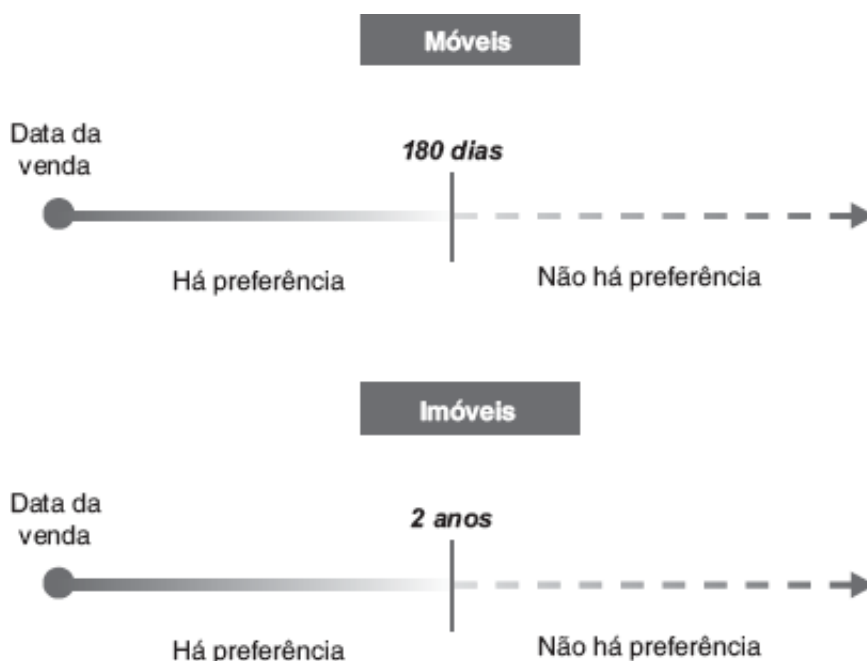 Móveis
Data da
venda
180 dias
Há preferência
Não há preferência
Imóveis
Data da
venda
2 anos
Há preferência
Não há preferência